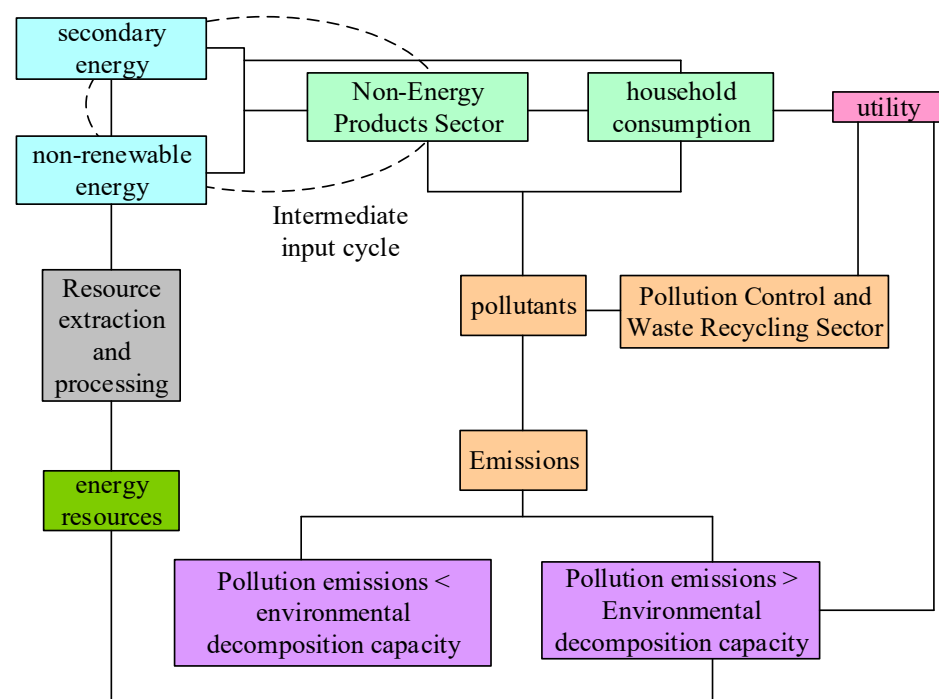 secondary
energy
Non-Energy
Products Sector
household
consumption
utility
non-renewable
energy
Intermediate
input cycle
Resource
extraction
and
processing
pollutants
Pollution Control and
Waste Recycling Sector
Emissions
energy
resources
Pollution emissions <
environmental
decomposition capacity
Pollution emissions >
Environmental
decomposition capacity